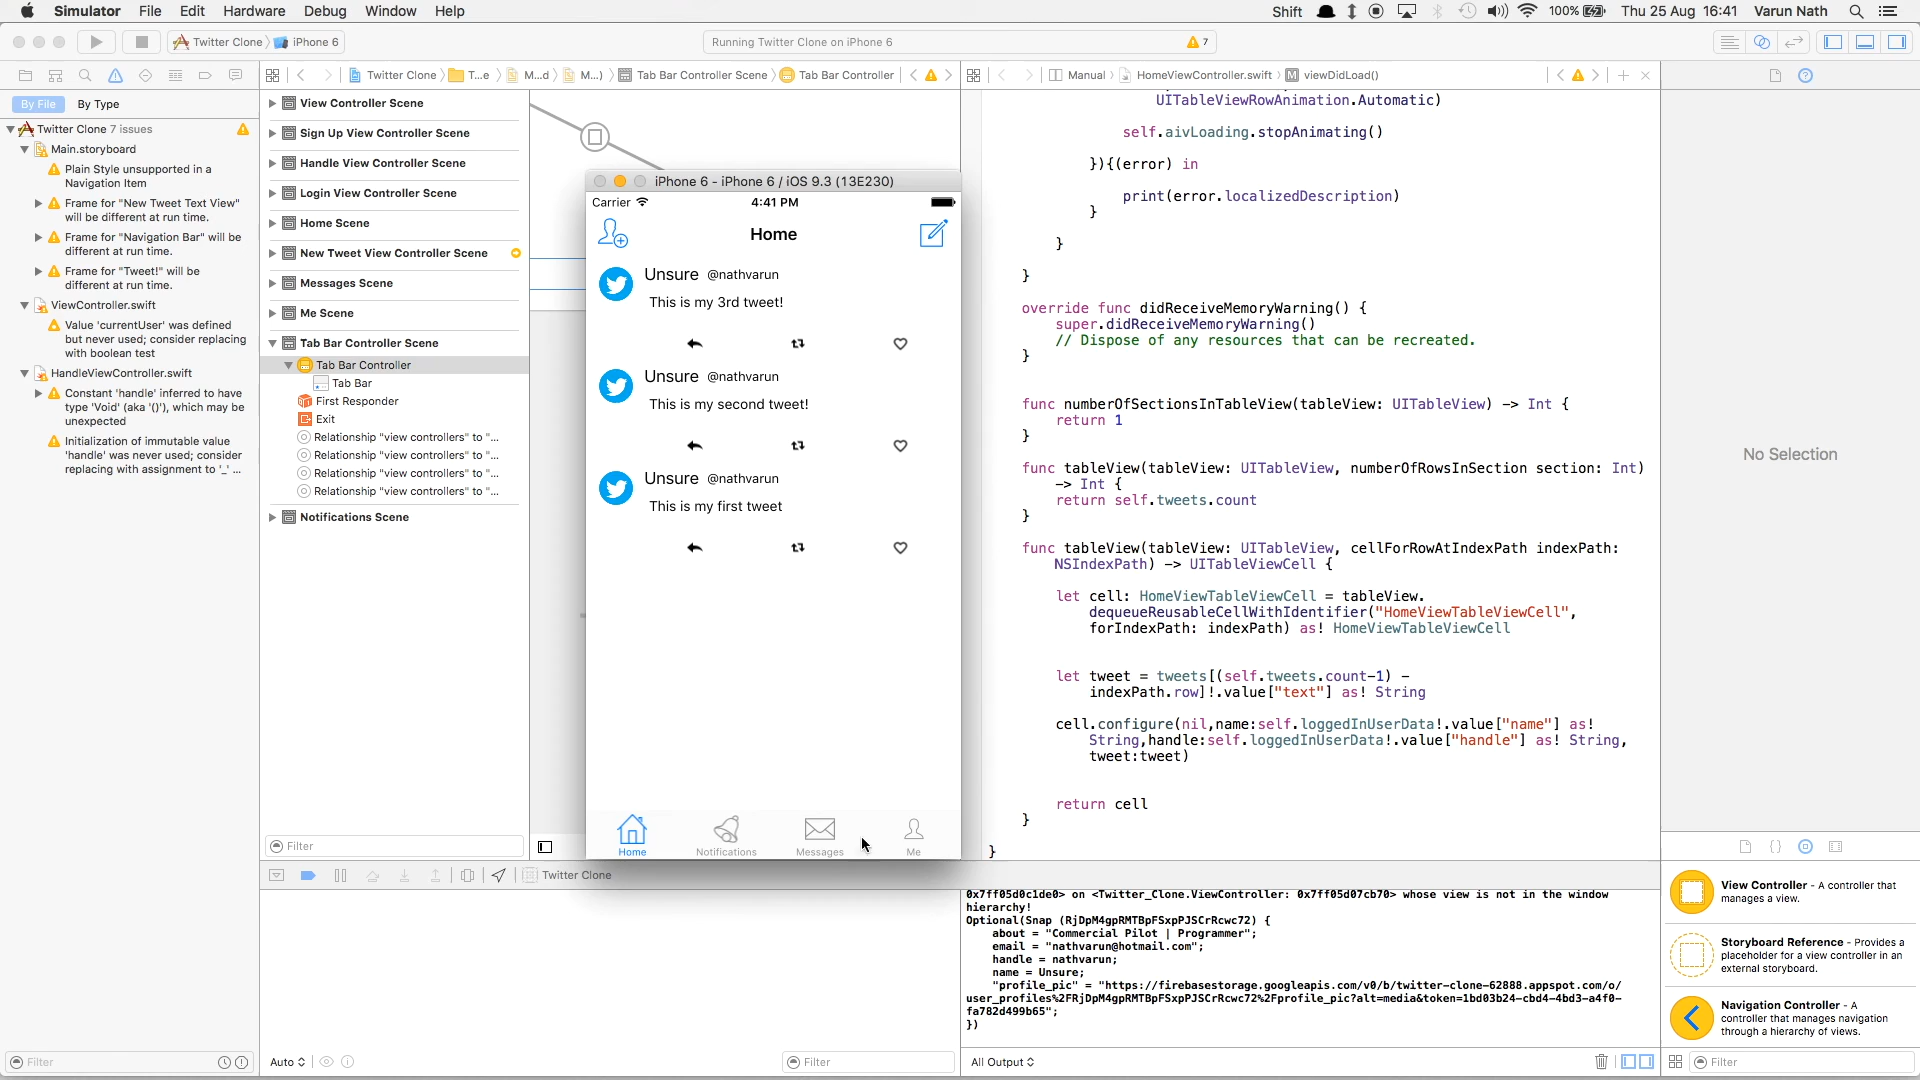 Simulator File Edit Hardware Debug Window Help
Shift 100% Thu 25 Aug 16:41 Varun Nath
Twitter Clone iPhone 6
Running Twitter Clone on iPhone 6
7
Twitter Clone T...e M...d M...) Tab Bar Controller Scene Tab Bar Controller
Manual HomeViewController.swift M viewDidLoad()
By File By Type
Twitter Clone 7 issues
Main.storyboard
Plain Style unsupported in a
Navigation Item
Frame for "New Tweet Text View"
will be different at run time.
Frame for "Navigation Bar" will be
different at run time.
Frame for "Tweet!" will be
different at run time.
ViewController.swift
Value 'currentUser' was defined
but never used; consider replacing
with boolean test
HandleViewController.swift
Constant 'handle' inferred to have
type 'Void' (aka '()'), which may be
unexpected
Initialization of immutable value
'handle' was never used; consider
replacing with assignment to '_' ...
Filter
View Controller Scene
Sign Up View Controller Scene
Handle View Controller Scene
Login View Controller Scene
Home Scene
New Tweet View Controller Scene
Messages Scene
Me Scene
Tab Bar Controller Scene
Tab Bar Controller
Tab Bar
First Responder
Exit
Relationship "view controllers" to "...
Relationship "view controllers" to "...
Relationship "view controllers" to "...
Relationship "view controllers" to "...
Notifications Scene
Filter
iPhone 6 - iPhone 6 / iOS 9.3 (13E230)
Carrier 4:41 PM
Home
Unsure @nathvarun
This is my 3rd tweet!
Unsure @nathvarun
This is my second tweet!
Unsure @nathvarun
This is my first tweet
Home Notifications Messages Me
UITableViewRowAnimation.Automatic)
self.aivLoading.stopAnimating()
}){(error) in
print(error.localizedDescription)
}
}
}
override func didReceiveMemoryWarning() {
super.didReceiveMemoryWarning()
// Dispose of any resources that can be recreated.
}
func numberOfSectionsInTableView(tableView: UITableView) -> Int {
return 1
}
func tableView(tableView: UITableView, numberOfRowsInSection section: Int)
-> Int {
return self.tweets.count
}
func tableView(tableView: UITableView, cellForRowAtIndexPath indexPath:
NSIndexPath) -> UITableViewCell {
let cell: HomeViewTableViewCell = tableView.
dequeueReusableCellWithIdentifier("HomeViewTableViewCell",
forIndexPath: indexPath) as! HomeViewTableViewCell
let tweet = tweets[(self.tweets.count-1) -
indexPath.row]!.value["text"] as! String
cell.configure(nil,name:self.loggedInUserData!.value["name"] as!
String,handle:self.loggedInUserData!.value["handle"] as! String,
tweet:tweet)
return cell
}
}
No Selection
Twitter Clone
0x7ff05d0c1de0> on <Twitter_Clone.ViewController: 0x7ff05d07cb70> whose view is not in the window
hierarchy!
Optional(Snap (RjDpM4gpRMTBpFSxpPJSCrRcwc72) {
about = "Commercial Pilot | Programmer";
email = "nathvarun@hotmail.com";
handle = nathvarun;
name = Unsure;
"profile_pic" = "https://firebasestorage.googleapis.com/v0/b/twitter-clone-62888.appspot.com/o/
user_profiles%2FRjDpM4gpRMTBpFSxpPJSCrRcwc72%2Fprofile_pic?alt=media&token=1bd03b24-cbd4-4bd3-a4f0-
fa782d499b65";
})
Auto Filter
All Output
View Controller - A controller that
manages a view.
Storyboard Reference - Provides a
placeholder for a view controller in an
external storyboard.
Navigation Controller - A
controller that manages navigation
through a hierarchy of views.
Filter